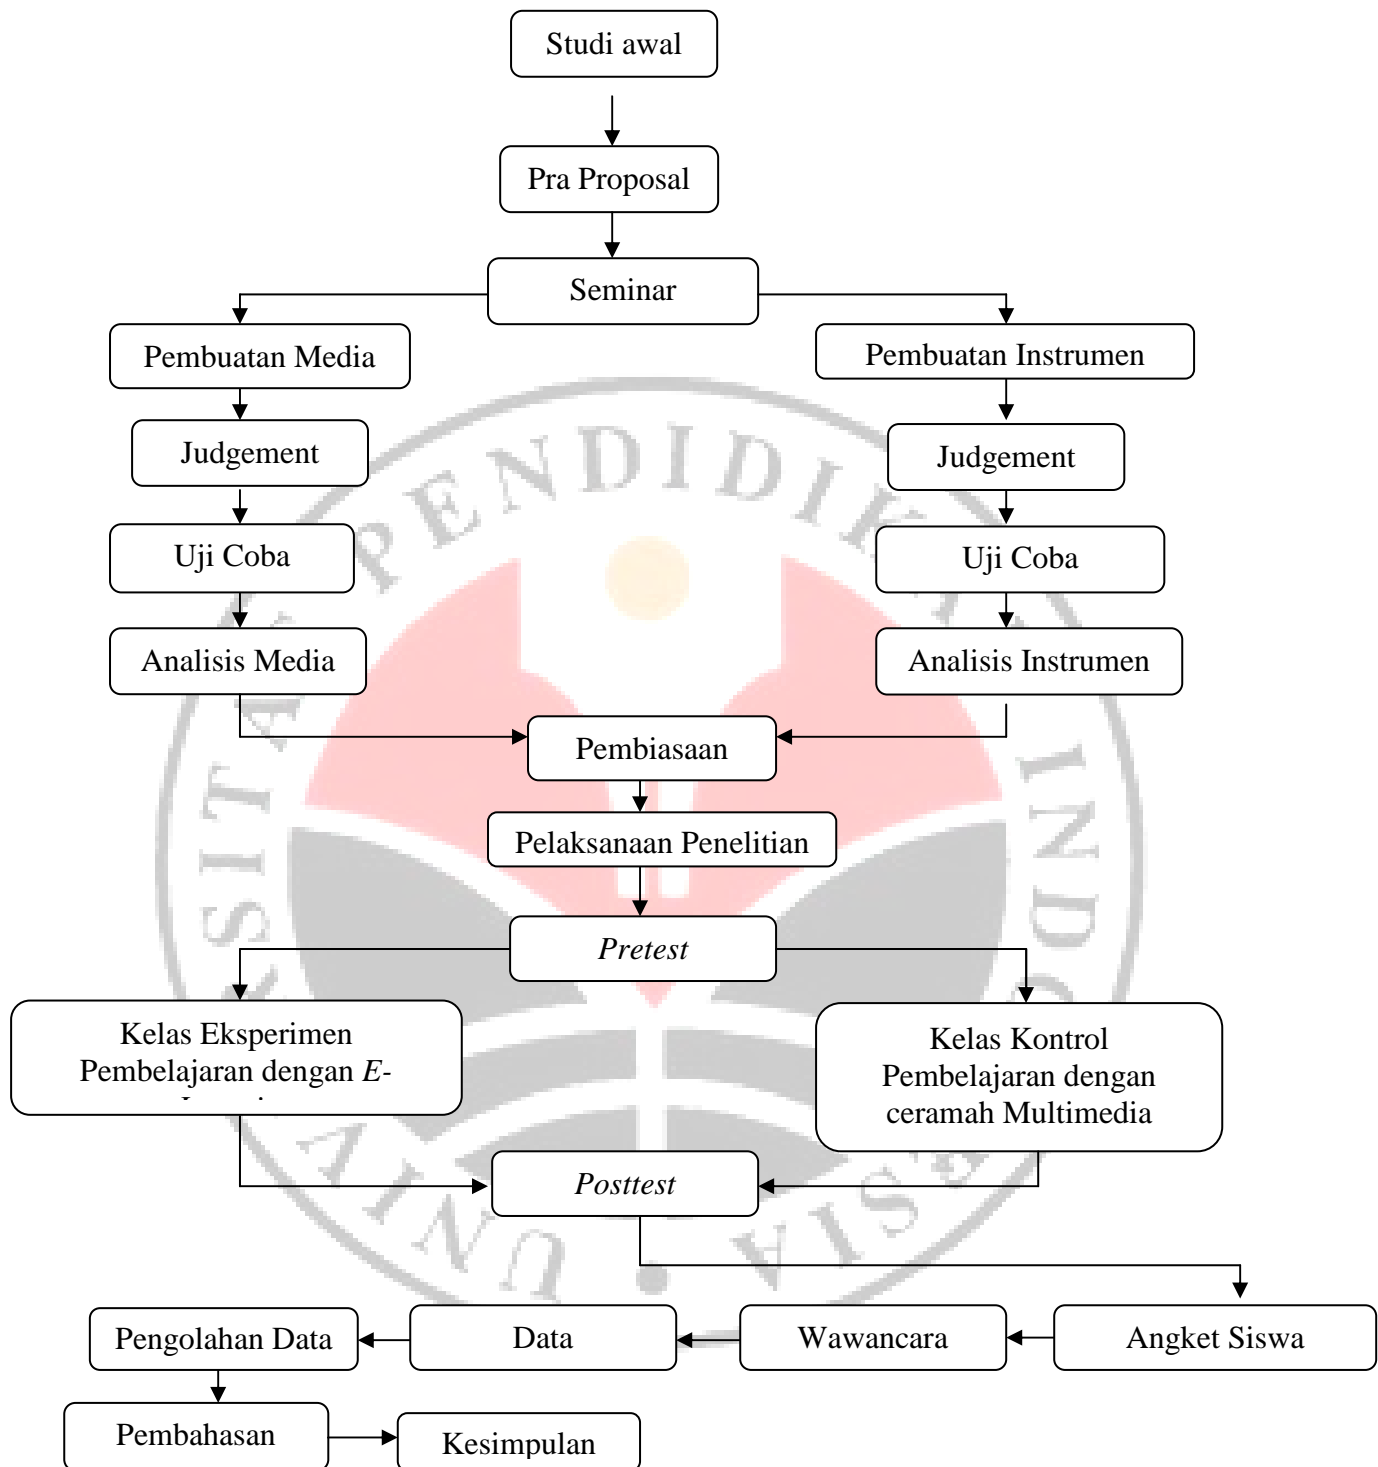 Studi awal
Pra Proposal
Seminar
Pembuatan Media
Pembuatan Instrumen
Judgement
Judgement
Uji Coba
Uji Coba
Analisis Media
Analisis Instrumen
Pembiasaan
Pelaksanaan Penelitian
Pretest
Kelas Eksperimen
Pembelajaran dengan E-
Kelas Kontrol
Pembelajaran dengan
ceramah Multimedia
Posttest
Pengolahan Data
Data
Wawancara
Angket Siswa
Pembahasan
Kesimpulan